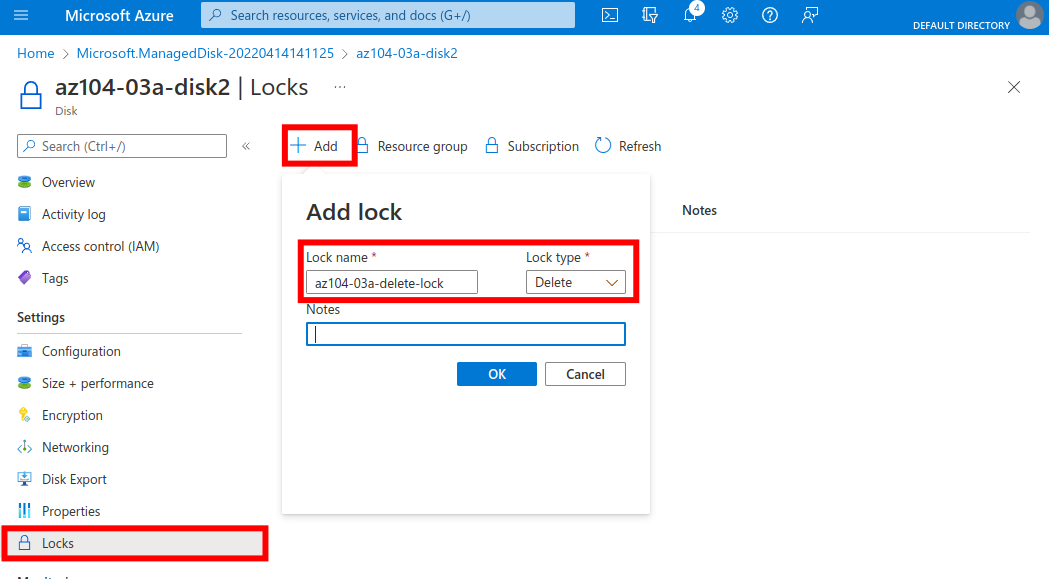 Microsoft Azure
Search resources, services, and docs (G+/)
4
DEFAULT DIRECTORY
Home > Microsoft.ManagedDisk-20220414141125 > az104-03a-disk2
az104-03a-disk2 | Locks ...
Disk
Search (Ctrl+/) «
Add Resource group Subscription Refresh
Overview
Activity log
Access control (IAM)
Tags
Settings
Configuration
Size + performance
Encryption
Networking
Disk Export
Properties
Locks
Add lock
Lock name * Lock type *
az104-03a-delete-lock Delete
Notes
OK Cancel
Notes